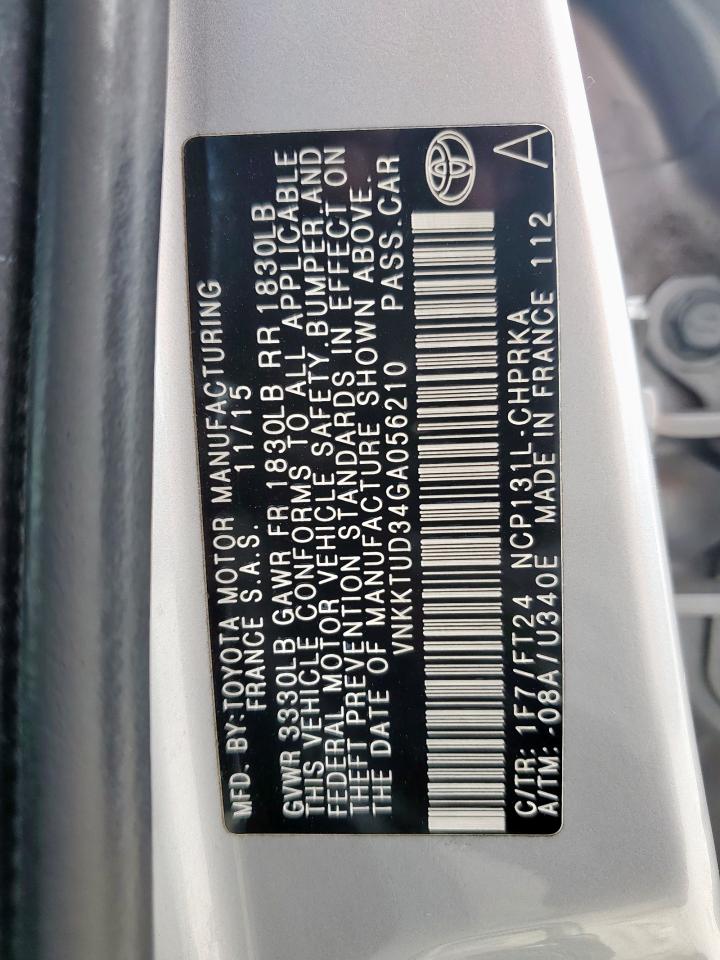 MFD. BY:TOYOTA MOTOR MANUFACTURING
FRANCE S.A.S. 11/15
GVWR 3330LB GAWR FR 1830LB RR 1830LB
THIS VEHICLE CONFORMS TO ALL APPLICABLE
FEDERAL MOTOR VEHICLE SAFETY.BUMPER.AND
THEFT PREVENTION STANDARDS IN EFFECT ON
THE DATE OF MANUFACTURE SHOWN ABOVE.
VNKKTUD34GA056210 PASS.CAR
C/TR: 1F7/FT24 NCP131L-CHPRKA
A/TM: -08A/U340E MADE IN FRANCE 112 A